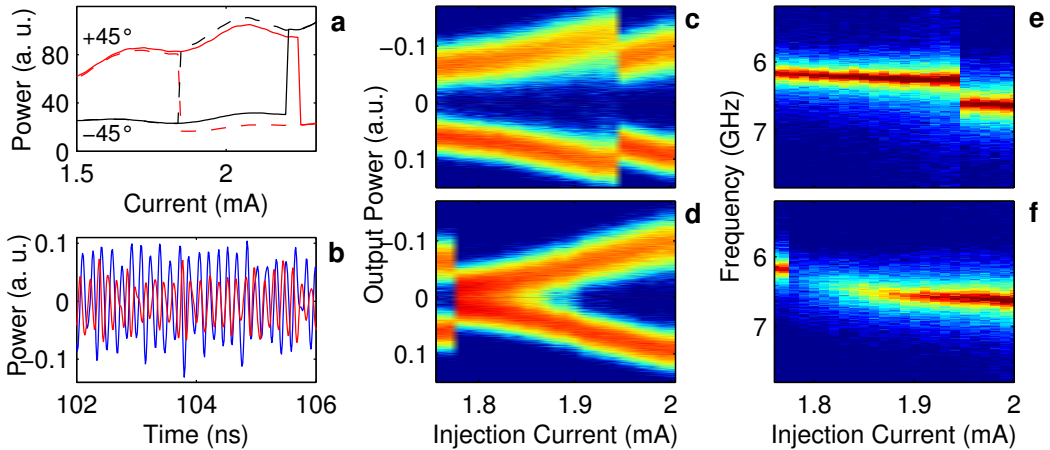 a
Power (a. u.)
80
60
40
20
0
+45°
−45°
1.5
2
Current (mA)
b
Power (a. u.)
0.1
0
−0.1
102
104
106
Time (ns)
c
−0.1
0
0.1
Output Power (a.u.)
d
−0.1
0
0.1
1.8
1.9
2
Injection Current (mA)
e
6
7
Frequency (GHz)
f
6
7
1.8
1.9
2
Injection Current (mA)